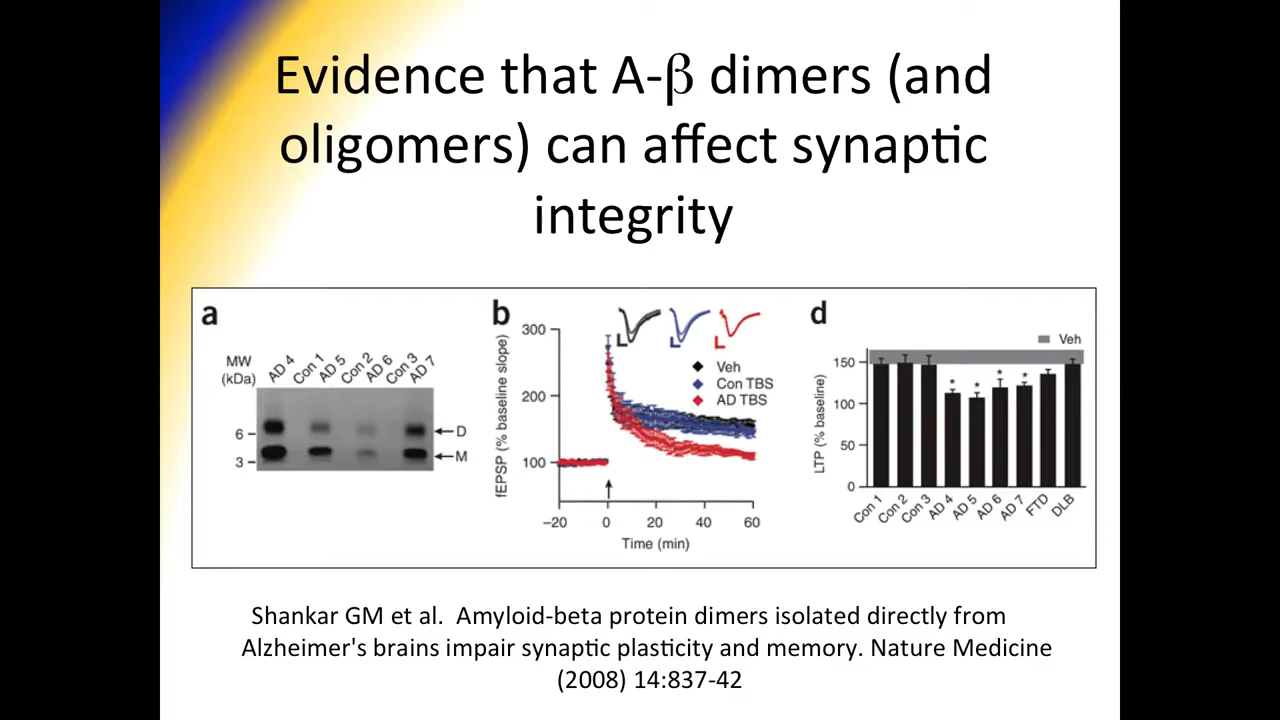 Evidence that A-β dimers (and
oligomers) can affect synaptic
integrity
a
MW
(kDa)
AD 4
Con 1
AD 5
Con 2
AD 6
Con 3
AD 7
6
3
D
M
b
fEPSP (% baseline slope)
300
200
100
Veh
Con TBS
AD TBS
−20
0
20
40
60
Time (min)
d
Veh
LTP (% baseline)
150
100
50
0
* * * *
Con 1
Con 2
Con 3
AD 4
AD 5
AD 6
AD 7
FTD
DLB
Shankar GM et al. Amyloid-beta protein dimers isolated directly from
Alzheimer's brains impair synaptic plasticity and memory. Nature Medicine
(2008) 14:837-42